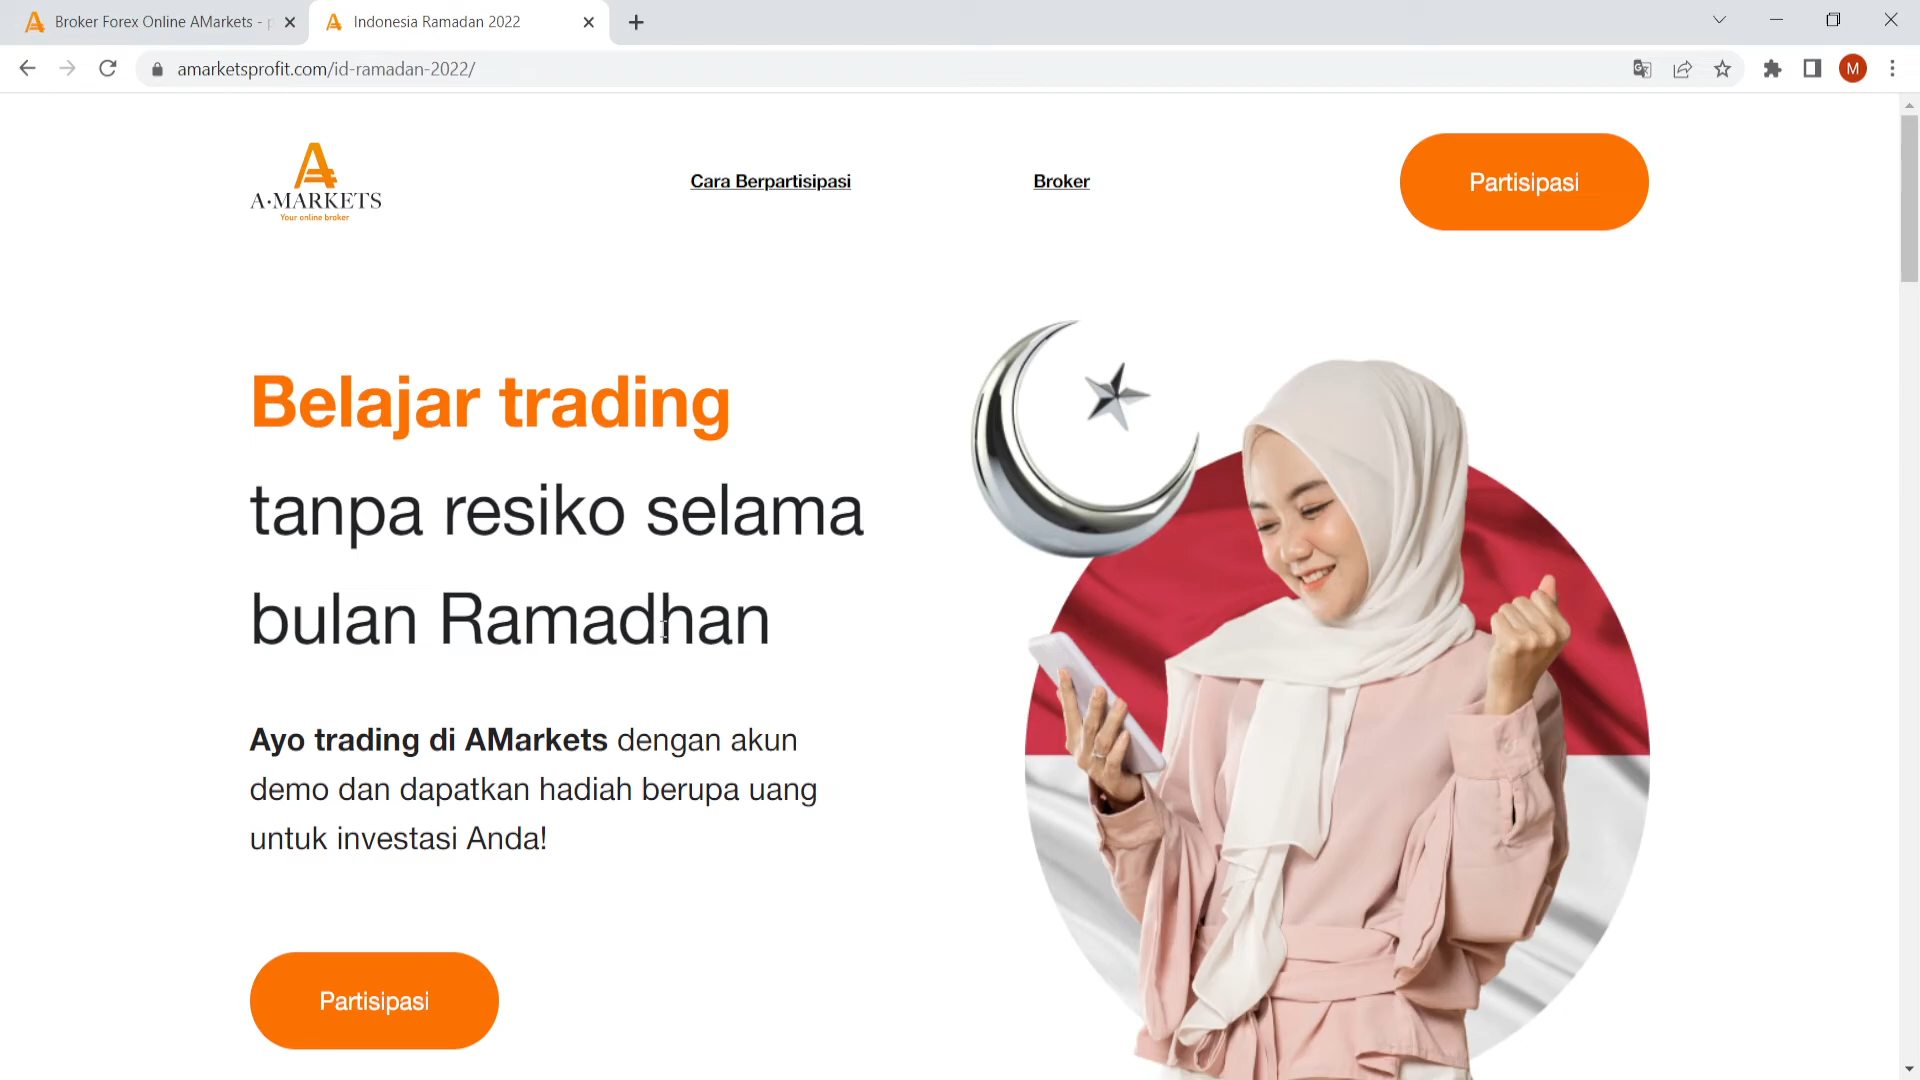 Broker Forex Online AMarkets -
Indonesia Ramadan 2022
amarketsprofit.com/id-ramadan-2022/
M
A·MARKETS
Your online broker
Cara Berpartisipasi
Broker
Partisipasi
Belajar trading
tanpa resiko selama
bulan Ramadhan
Ayo trading di AMarkets dengan akun
demo dan dapatkan hadiah berupa uang
untuk investasi Anda!
Partisipasi